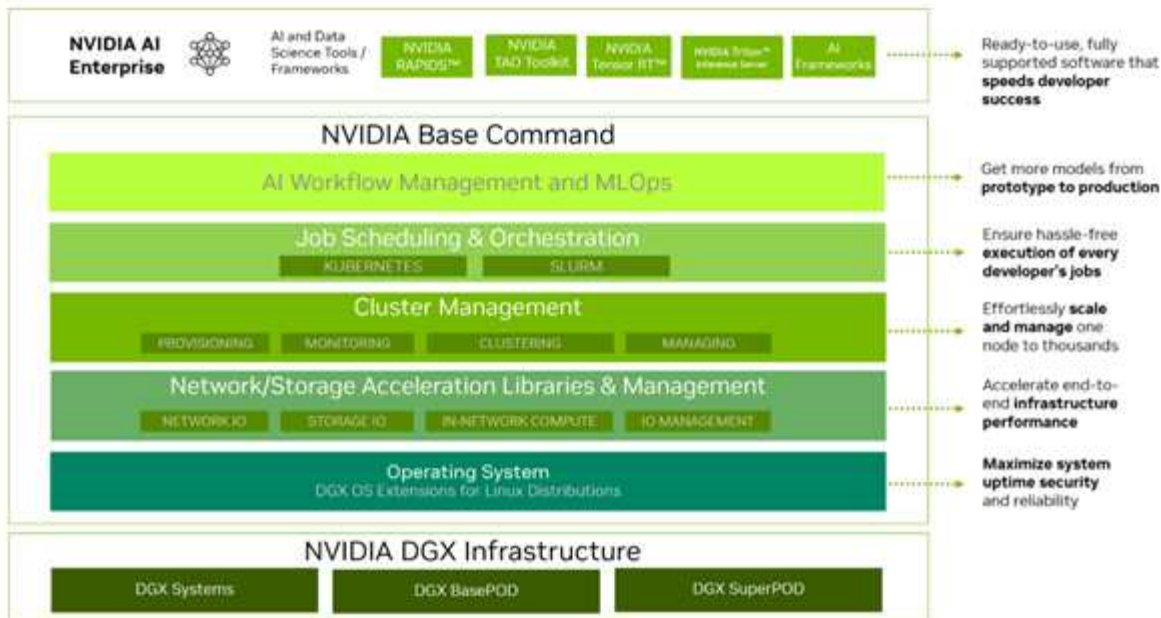 NVIDIA AI
Enterprise
AI and Data
Science Tools /
Frameworks
NVIDIA
RAPIDS™
NVIDIA
TAO Toolkit
NVIDIA
Tensor RT™
NVIDIA Triton™
Inference Server
AI
Frameworks
Ready-to-use, fully
supported software that
speeds developer
success
NVIDIA Base Command
AI Workflow Management and MLOps
Get more models from
prototype to production
Job Scheduling & Orchestration
KUBERNETES
SLURM
Ensure hassle-free
execution of every
developer's jobs
Cluster Management
PROVISIONING
MONITORING
CLUSTERING
MANAGING
Effortlessly scale
and manage one
node to thousands
Network/Storage Acceleration Libraries & Management
NETWORK IO
STORAGE IO
IN-NETWORK COMPUTE
IO MANAGEMENT
Accelerate end-to-
end infrastructure
performance
Operating System
DGX OS Extensions for Linux Distributions
Maximize system
uptime security
and reliability
NVIDIA DGX Infrastructure
DGX Systems
DGX BasePOD
DGX SuperPOD